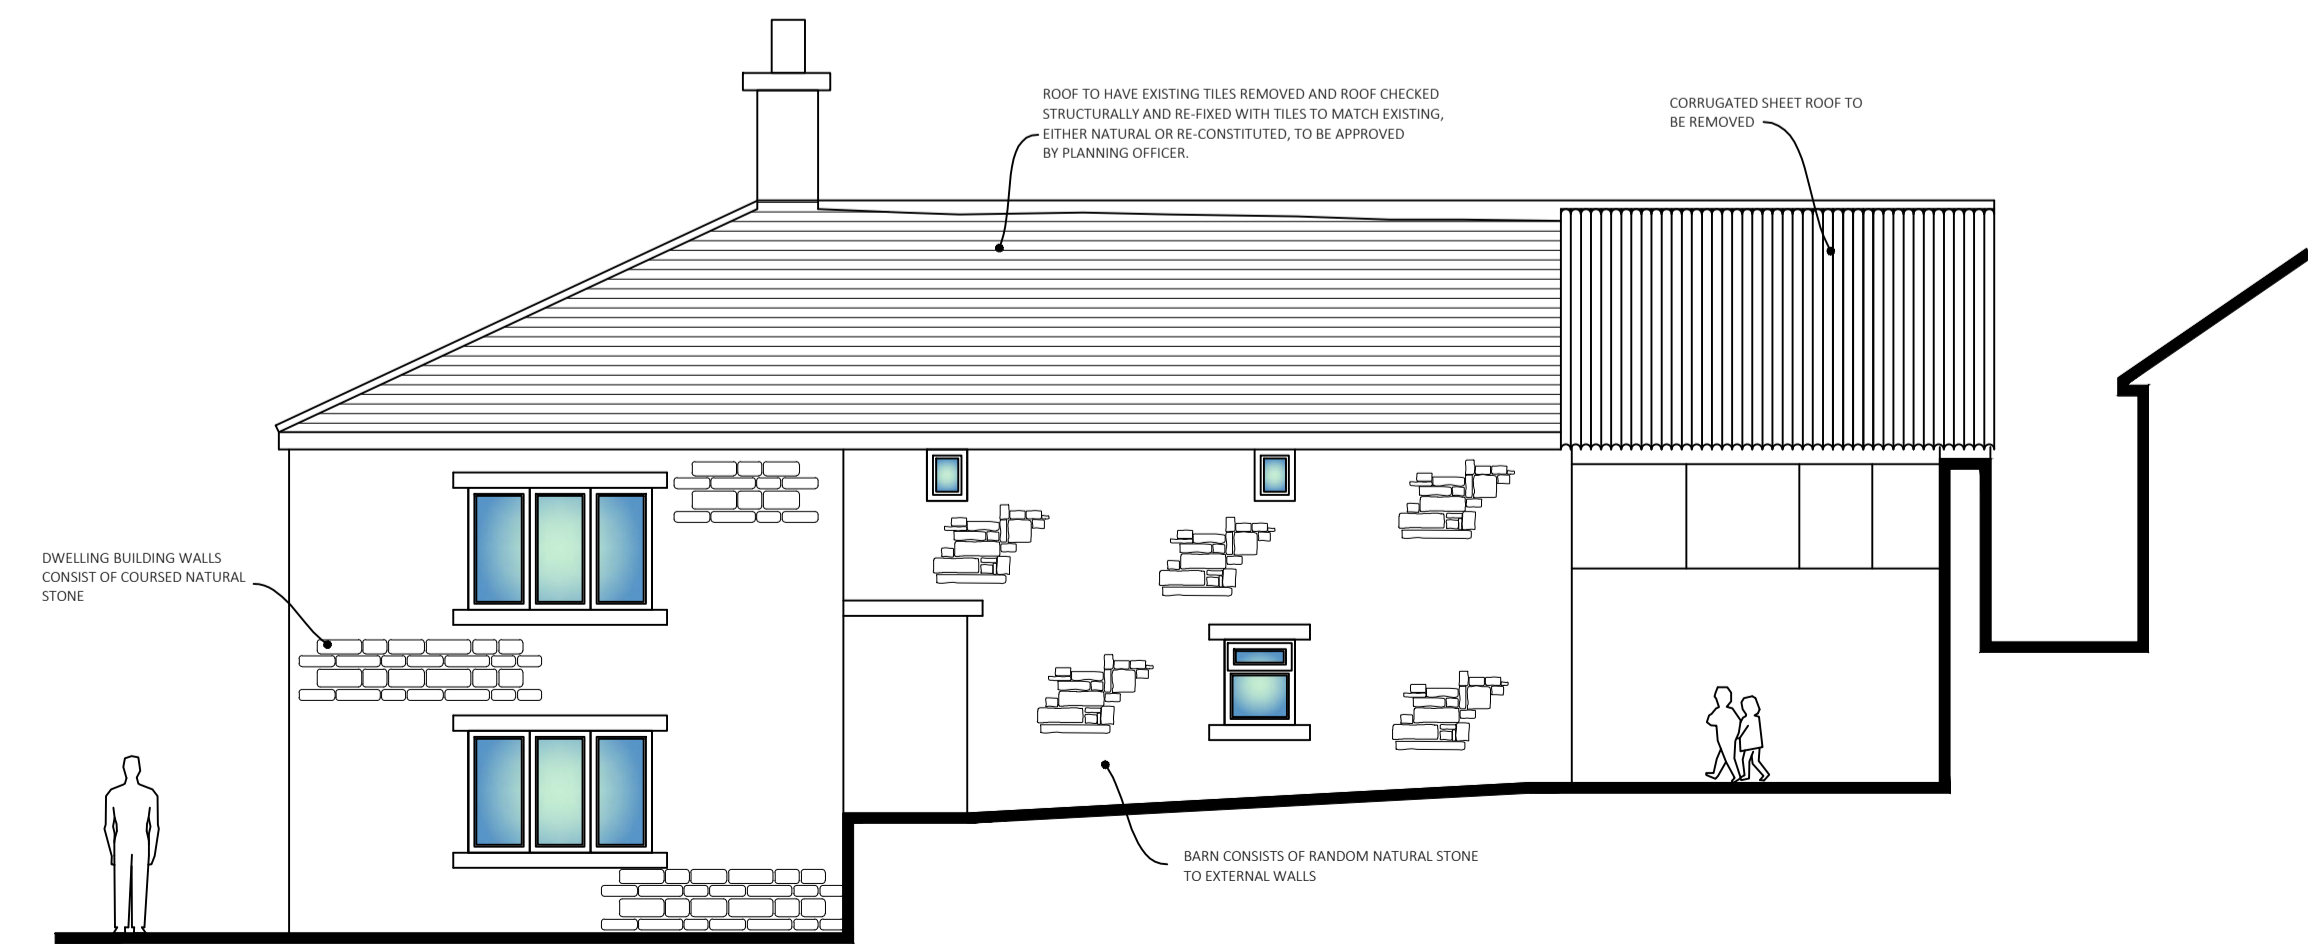 ROOF TO HAVE EXISTING TILES REMOVED AND ROOF CHECKED
STRUCTURALLY AND RE-FIXED WITH TILES TO MATCH EXISTING,
EITHER NATURAL OR RE-CONSTITUTED, TO BE APPROVED
BY PLANNING OFFICER.
CORRUGATED SHEET ROOF TO
BE REMOVED
DWELLING BUILDING WALLS
CONSIST OF COURSED NATURAL
STONE
BARN CONSISTS OF RANDOM NATURAL STONE
TO EXTERNAL WALLS